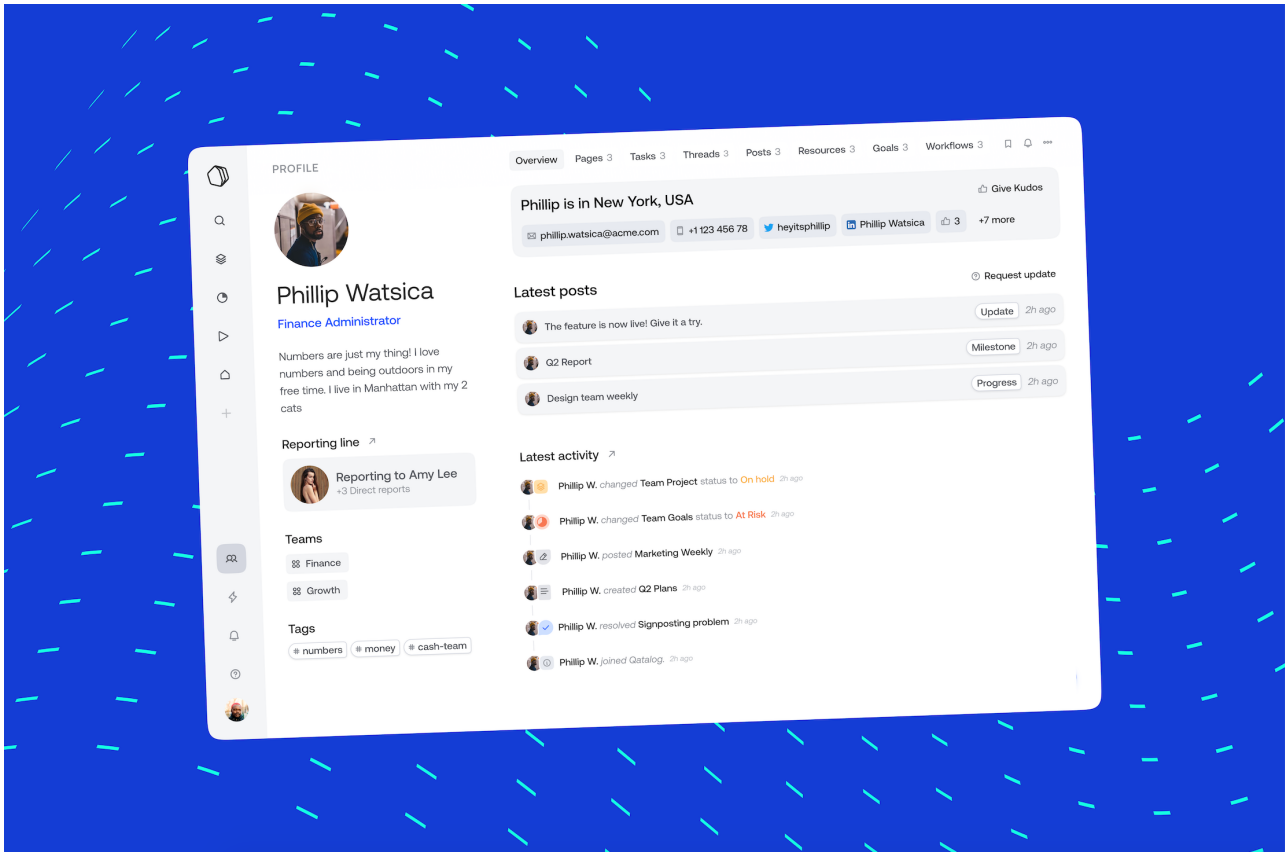 PROFILE
Overview
Pages 3
Tasks 3
Threads 3
Posts 3
Resources 3
Goals 3
Workflows 3
Phillip Watsica
Finance Administrator
Numbers are just my thing! I love
numbers and being outdoors in my
free time. I live in Manhattan with my 2
cats
Reporting line
Reporting to Amy Lee
+3 Direct reports
Teams
Finance
Growth
Tags
# numbers
# money
# cash-team
Phillip is in New York, USA
Give Kudos
phillip.watsica@acme.com
+1 123 456 78
heyitsphillip
Phillip Watsica
3
+7 more
Latest posts
Request update
The feature is now live! Give it a try.
Update
2h ago
Q2 Report
Milestone
2h ago
Design team weekly
Progress
2h ago
Latest activity
Phillip W. changed Team Project status to On hold 2h ago
Phillip W. changed Team Goals status to At Risk 2h ago
Phillip W. posted Marketing Weekly 2h ago
Phillip W. created Q2 Plans 2h ago
Phillip W. resolved Signposting problem 2h ago
Phillip W. joined Qatalog. 2h ago